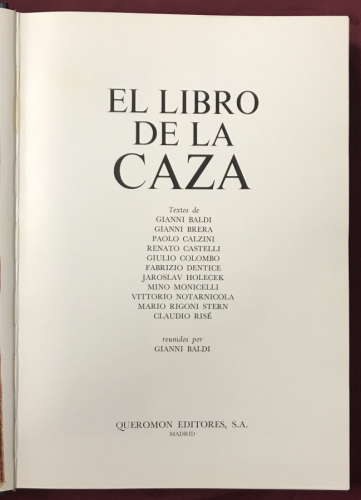 EL LIBRO
DE LA
CAZA
Textos de
GIANNI BALDI
GIANNI BRERA
PAOLO CALZINI
RENATO CASTELLI
GIULIO COLOMBO
FABRIZIO DENTICE
JAROSLAV HOLECEK
MINO MONICELLI
VITTORIO NOTARNICOLA
MARIO RIGONI STERN
CLAUDIO RISÉ
reunidos por
GIANNI BALDI
QUEROMON EDITORES, S.A.
MADRID